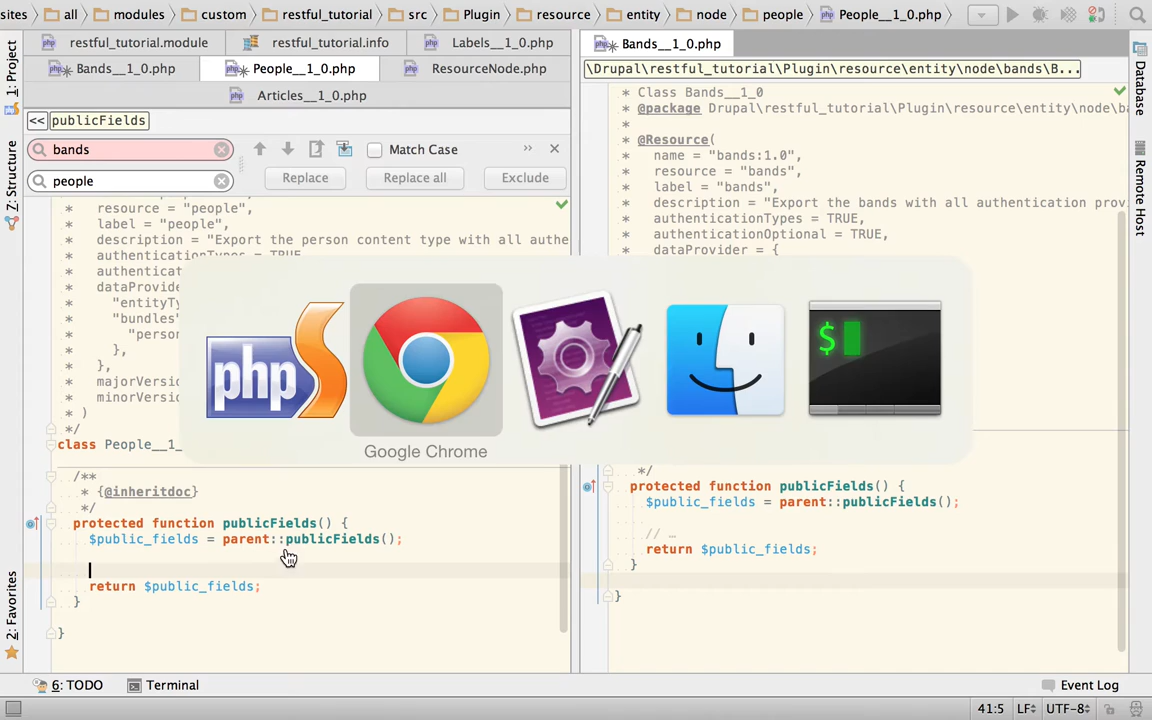 sites
all
modules
custom
restful_tutorial
src
Plugin
resource
entity
node
people
People__1_0.php
restful_tutorial.module
restful_tutorial.info
Labels__1_0.php
Bands__1_0.php
People__1_0.php
ResourceNode.php
Articles__1_0.php
<< publicFields
bands
Match Case
>>
people
Replace
Replace all
Exclude
* resource = "people",
* label = "people",
* description = "Export the person content type with all authe
* authenticationTypes = TRUE,
* authenticat
* dataProvide
* "entityTy
* "bundles"
* "person
* },
* },
* majorVersi
* minorVersi
* )
*/
class People__1_
/**
* {@inheritdoc}
*/
protected function publicFields() {
$public_fields = parent::publicFields();
return $public_fields;
}
}
Bands__1_0.php
\Drupal\restful_tutorial\Plugin\resource\entity\node\bands\B...
* Class Bands__1_0
* @package Drupal\restful_tutorial\Plugin\resource\entity\node\ba
*
* @Resource(
* name = "bands:1.0",
* resource = "bands",
* label = "bands",
* description = "Export the bands with all authentication prov
* authenticationTypes = TRUE,
* authenticationOptional = TRUE,
* dataProvider = {
*/
protected function publicFields() {
$public_fields = parent::publicFields();
// …
return $public_fields;
}
}
php
S
Google Chrome
$
1: Project
Z: Structure
2: Favorites
Database
Remote Host
6: TODO
Terminal
Event Log
41:5
LF
UTF-8